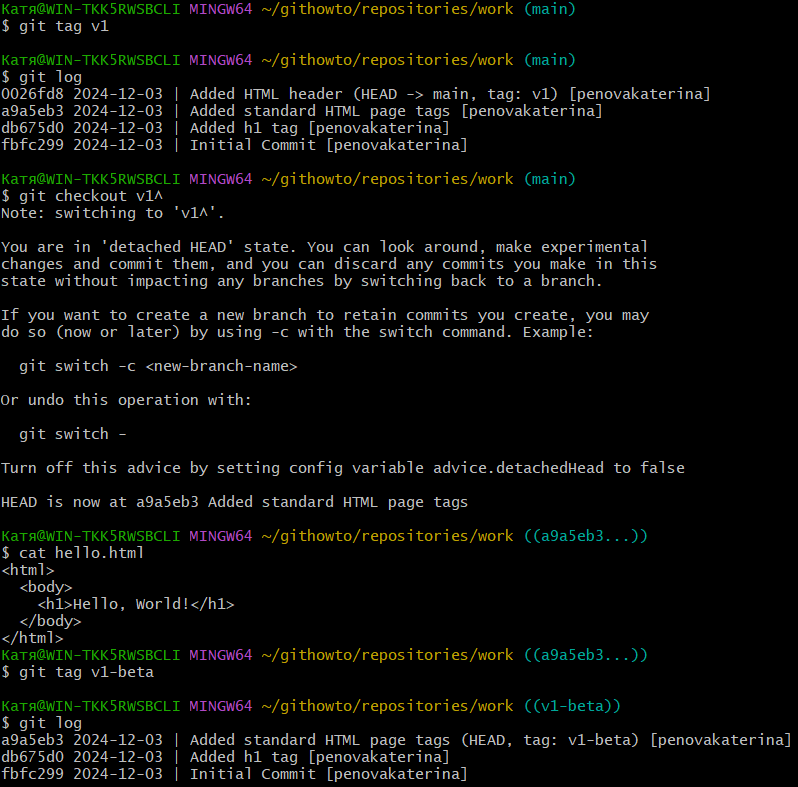 Катя@WIN-TKK5RWSBCLI MINGW64 ~/githowto/repositories/work (main)
$ git tag v1
Катя@WIN-TKK5RWSBCLI MINGW64 ~/githowto/repositories/work (main)
$ git log
0026fd8 2024-12-03 | Added HTML header (HEAD -> main, tag: v1) [penovakaterina]
a9a5eb3 2024-12-03 | Added standard HTML page tags [penovakaterina]
db675d0 2024-12-03 | Added h1 tag [penovakaterina]
fbfc299 2024-12-03 | Initial Commit [penovakaterina]
Катя@WIN-TKK5RWSBCLI MINGW64 ~/githowto/repositories/work (main)
$ git checkout v1^
Note: switching to 'v1^'.
You are in 'detached HEAD' state. You can look around, make experimental
changes and commit them, and you can discard any commits you make in this
state without impacting any branches by switching back to a branch.
If you want to create a new branch to retain commits you create, you may
do so (now or later) by using -c with the switch command. Example:
  git switch -c <new-branch-name>
Or undo this operation with:
  git switch -
Turn off this advice by setting config variable advice.detachedHead to false
HEAD is now at a9a5eb3 Added standard HTML page tags
Катя@WIN-TKK5RWSBCLI MINGW64 ~/githowto/repositories/work ((a9a5eb3...))
$ cat hello.html
<html>
  <body>
    <h1>Hello, World!</h1>
  </body>
</html>
Катя@WIN-TKK5RWSBCLI MINGW64 ~/githowto/repositories/work ((a9a5eb3...))
$ git tag v1-beta
Катя@WIN-TKK5RWSBCLI MINGW64 ~/githowto/repositories/work ((v1-beta))
$ git log
a9a5eb3 2024-12-03 | Added standard HTML page tags (HEAD, tag: v1-beta) [penovakaterina]
db675d0 2024-12-03 | Added h1 tag [penovakaterina]
fbfc299 2024-12-03 | Initial Commit [penovakaterina]